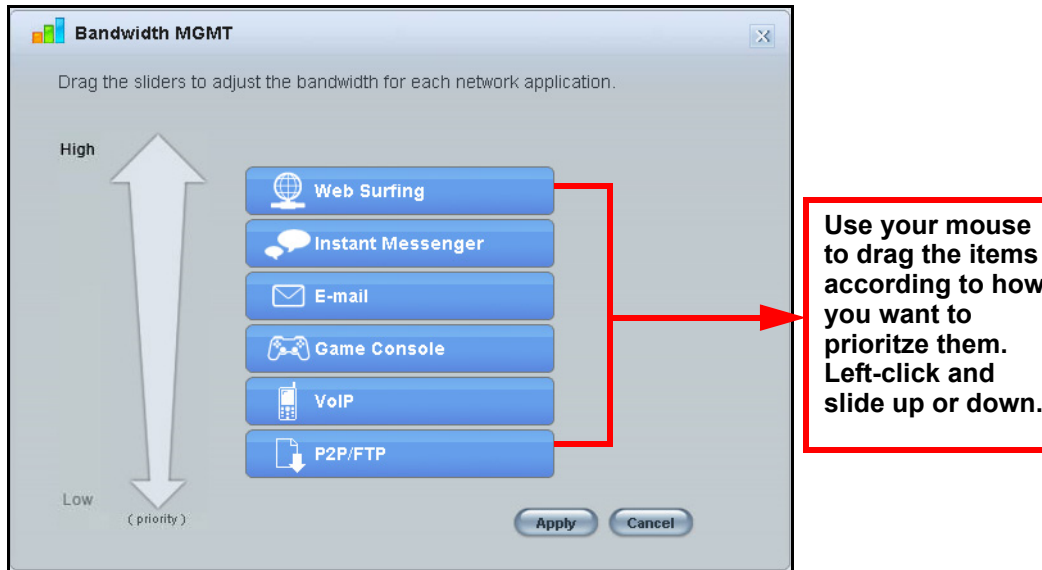 Bandwidth MGMT
Drag the sliders to adjust the bandwidth for each network application.
High
Web Surfing
Instant Messenger
E-mail
Game Console
VoIP
P2P/FTP
Low
( priority )
Apply
Cancel
Use your mouse
to drag the items
according to how
you want to
prioritze them.
Left-click and
slide up or down.